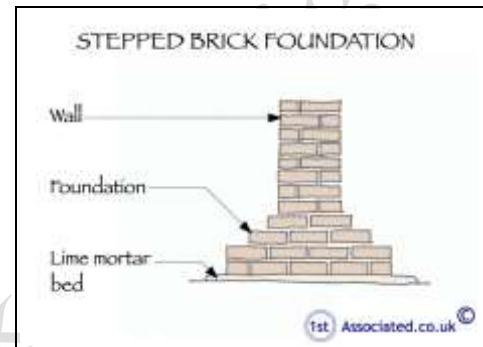 STEPPED BRICK FOUNDATION
Wall
Foundation
Lime mortar
bed
1st Associated.co.uk ©